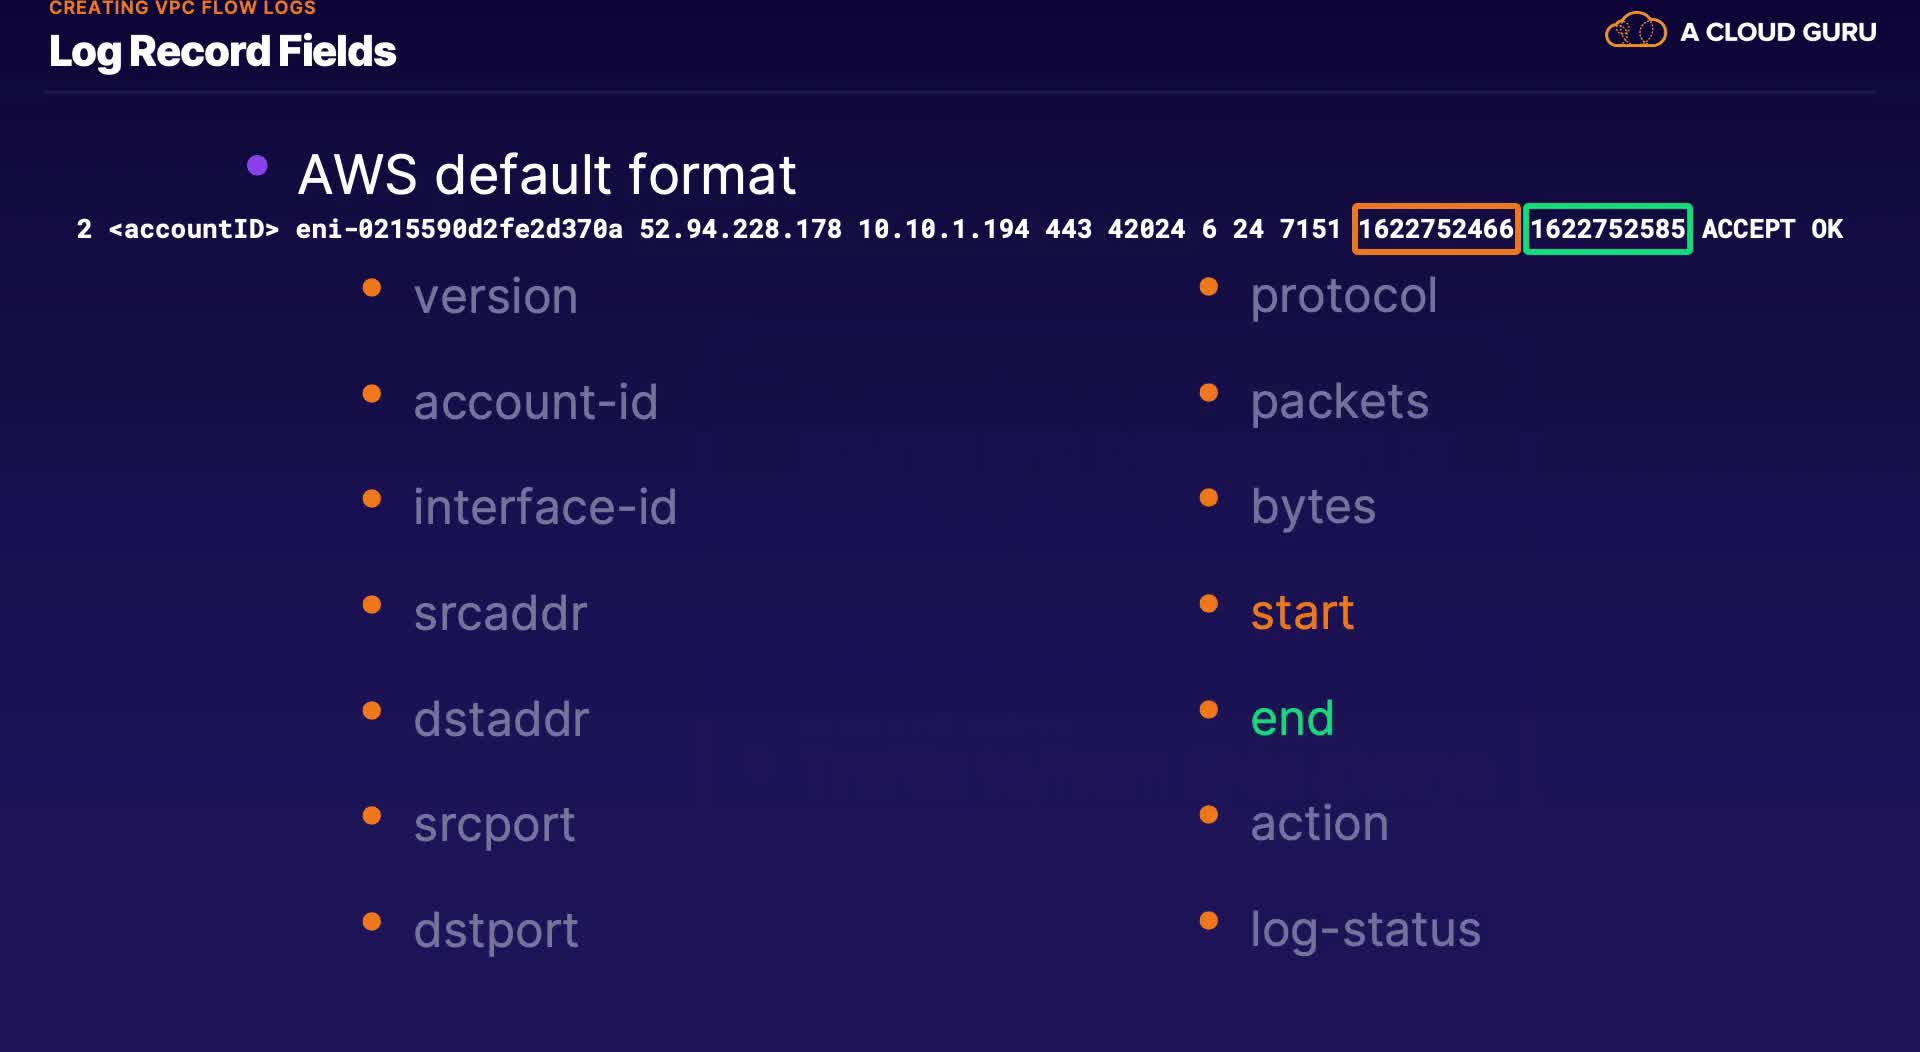 CREATING VPC FLOW LOGS
Log Record Fields
A CLOUD GURU
AWS default format
2 <accountID> eni-0215590d2fe2d370a 52.94.228.178 10.10.1.194 443 42024 6 24 7151 1622752466 1622752585 ACCEPT OK
version
account-id
interface-id
srcaddr
dstaddr
srcport
dstport
protocol
packets
bytes
start
end
action
log-status